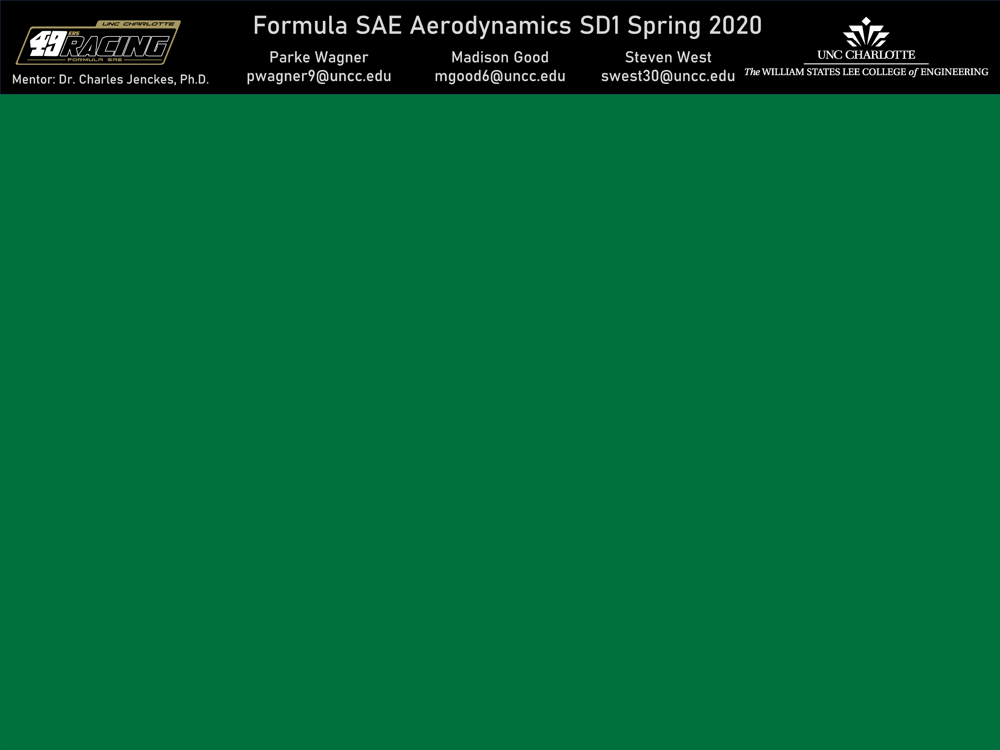 UNC CHARLOTTE
49ERS RACING
FORMULA SAE
Mentor: Dr. Charles Jenckes, Ph.D.
Formula SAE Aerodynamics SD1 Spring 2020
Parke Wagner
pwagner9@uncc.edu
Madison Good
mgood6@uncc.edu
Steven West
swest30@uncc.edu
UNC CHARLOTTE
The WILLIAM STATES LEE COLLEGE of ENGINEERING